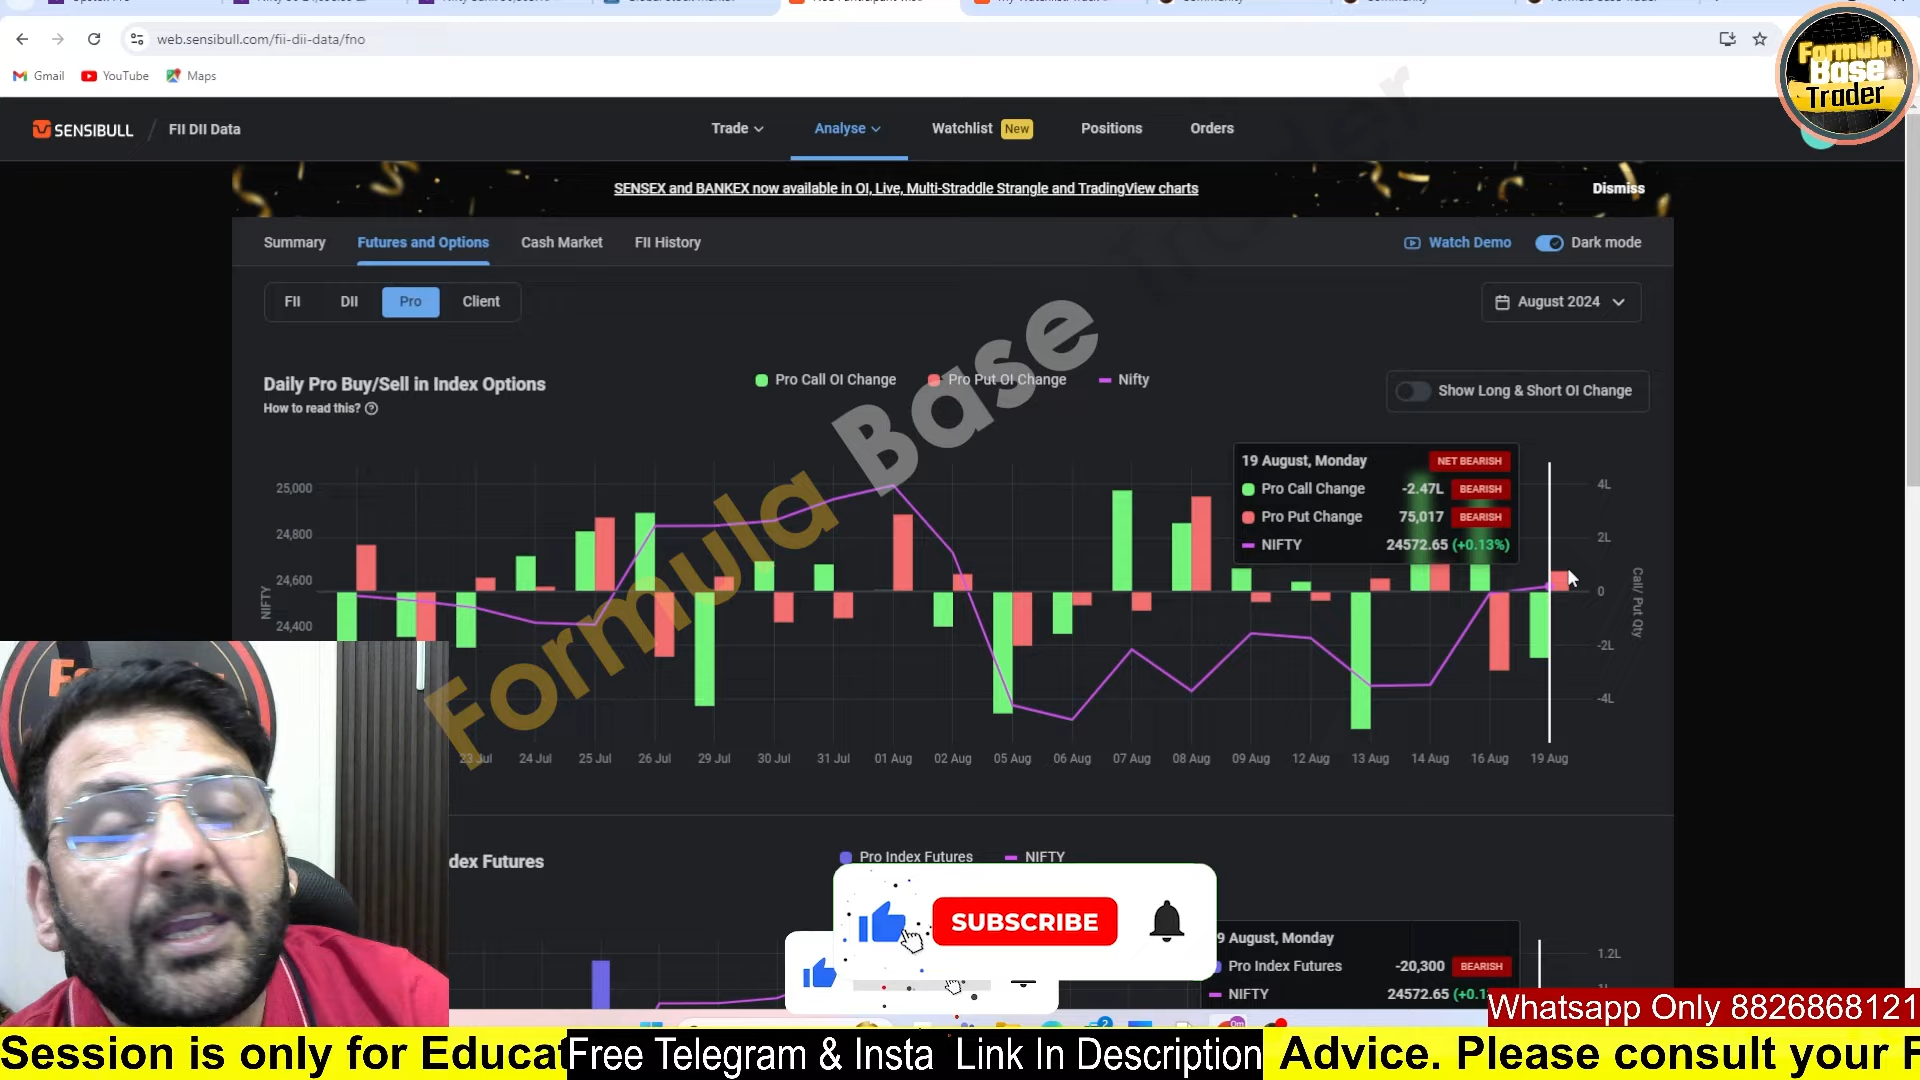 web.sensibull.com/fii-dii-data/fno
Gmail YouTube Maps
Formula
Base
Trader
SENSIBULL / FII DII Data
Trade Analyse Watchlist New Positions Orders
SENSEX and BANKEX now available in OI, Live, Multi-Straddle Strangle and TradingView charts
Dismiss
Summary Futures and Options Cash Market FII History
Watch Demo Dark mode
FII DII Pro Client
August 2024
Daily Pro Buy/Sell in Index Options
How to read this?
Pro Call OI Change Pro Put OI Change Nifty
Show Long & Short OI Change
Formula Base Trader
19 August, Monday NET BEARISH
Pro Call Change -2.47L BEARISH
Pro Put Change 75,017 BEARISH
NIFTY 24572.65 (+0.13%)
25,000
24,800
24,600
24,400
NIFTY
4L
2L
0
-2L
-4L
Call/ Put Qty
23 Jul 24 Jul 25 Jul 26 Jul 29 Jul 30 Jul 31 Jul 01 Aug 02 Aug 05 Aug 06 Aug 07 Aug 08 Aug 09 Aug 12 Aug 13 Aug 14 Aug 16 Aug 19 Aug
dex Futures
Pro Index Futures NIFTY
SUBSCRIBE
9 August, Monday
Pro Index Futures -20,300 BEARISH
NIFTY 24572.65 (+0.1
1.2L
Whatsapp Only 8826868121
Session is only for Educat
Free Telegram & Insta Link In Description
Advice. Please consult your F